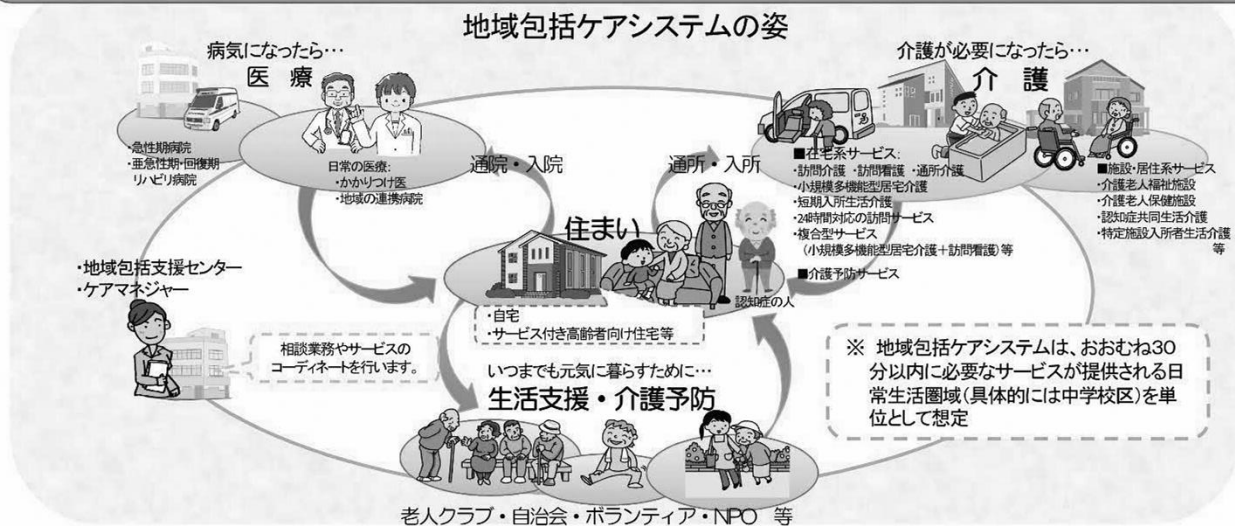 地域包括ケアシステムの姿
病気になったら…
医 療
・急性期病院
・亜急性期・回復期
リハビリ病院
日常の医療:
・かかりつけ医
・地域の連携病院
通院・入院
通所・入所
介護が必要になったら…
介 護
■在宅系サービス:
・訪問介護 ・訪問看護 ・通所介護
・小規模多機能型居宅介護
・短期入所生活介護
・24時間対応の訪問サービス
・複合型サービス
(小規模多機能型居宅介護+訪問看護)等
■介護予防サービス
■施設・居住系サービス
・介護老人福祉施設
・介護老人保健施設
・認知症共同生活介護
・特定施設入所者生活介護
等
住まい
認知症の人
・自宅
・サービス付き高齢者向け住宅等
・地域包括支援センター
・ケアマネジャー
相談業務やサービスの
コーディネートを行います。
いつまでも元気に暮らすために…
生活支援・介護予防
老人クラブ・自治会・ボランティア・NPO 等
※ 地域包括ケアシステムは、おおむね30
分以内に必要なサービスが提供される日
常生活圏域(具体的には中学校区)を単
位として想定